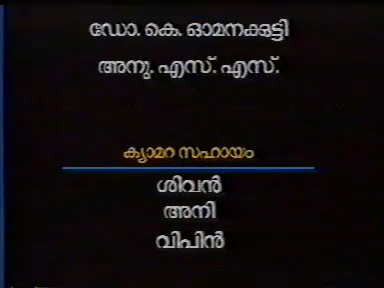 ഡോ. കെ. ഓമനക്കുട്ടി
അനു. എസ്. എസ്.
ക്യാമറ സഹായം
ശിവൻ
അനി
വിപിൻ